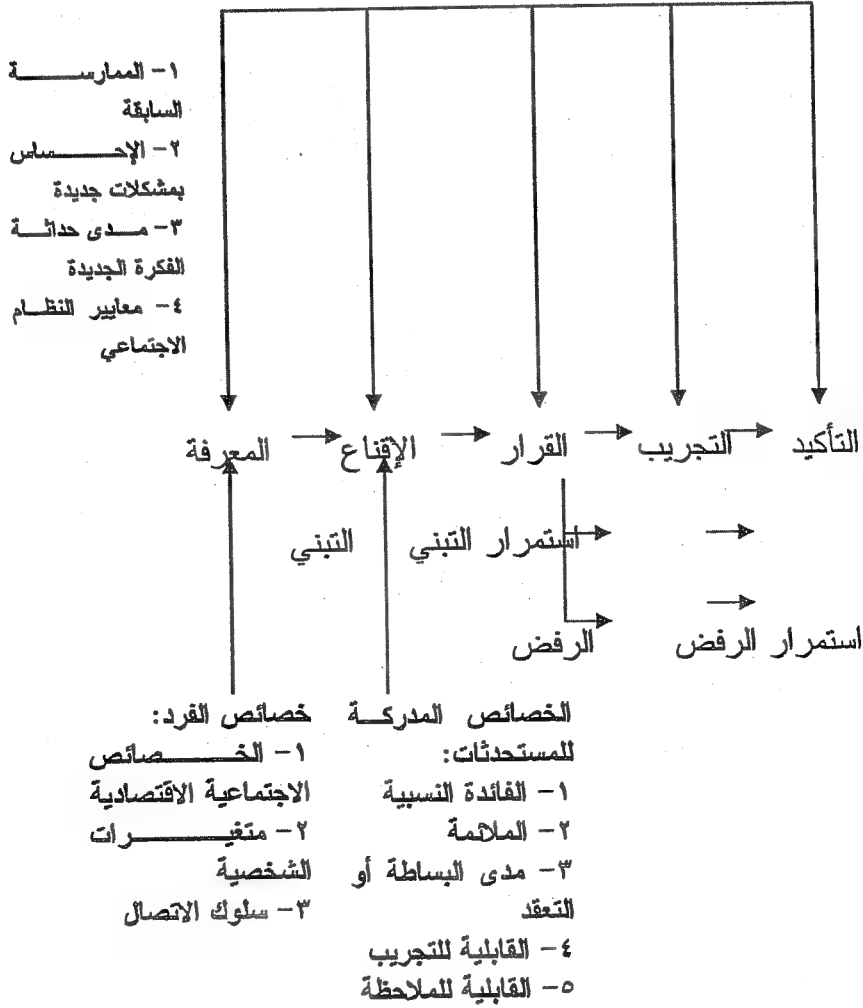 ١- الممارسة
السابقة
٢- الإحساس
بمشكلات جديدة
٣- مدى حداثة
الفكرة الجديدة
٤- معايير النظام
الاجتماعي
المعرفة
الإقناع
القرار
التجريب
التأكيد
التبني
استمرار التبني
الرفض
استمرار الرفض
خصائص الفرد:
١- الخصائص
الاجتماعية الاقتصادية
٢- متغيرات
الشخصية
٣- سلوك الاتصال
الخصائص المدركة
للمستحدثات:
١- الفائدة النسبية
٢- الملائمة
٣- مدى البساطة أو
التعقد
٤- القابلية للتجريب
٥- القابلية للملاحظة